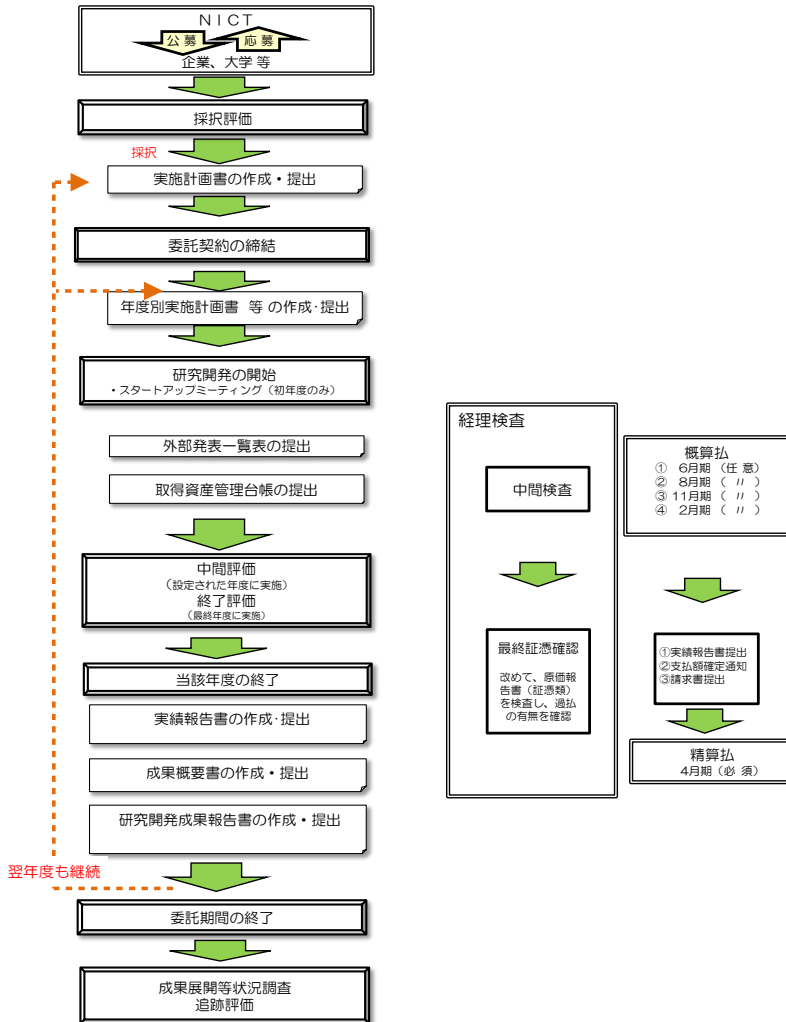 NICT
公募 応募
企業、大学 等
採択評価
採択
実施計画書の作成・提出
委託契約の締結
年度別実施計画書 等 の作成・提出
研究開発の開始
・スタートアップミーティング（初年度のみ）
外部発表一覧表の提出
取得資産管理台帳の提出
中間評価
（設定された年度に実施）
終了評価
（最終年度に実施）
当該年度の終了
実績報告書の作成・提出
成果概要書の作成・提出
研究開発成果報告書の作成・提出
翌年度も継続
委託期間の終了
成果展開等状況調査
追跡評価
経理検査
中間検査
最終証憑確認
改めて、原価報
告書（証憑類）
を検査し、過払
の有無を確認
概算払
① 6月期 （任 意）
② 8月期 （ 〃 ）
③ 11月期 （ 〃 ）
④ 2月期 （ 〃 ）
①実績報告書提出
②支払額確定通知
③請求書提出
精算払
4月期（必 須）